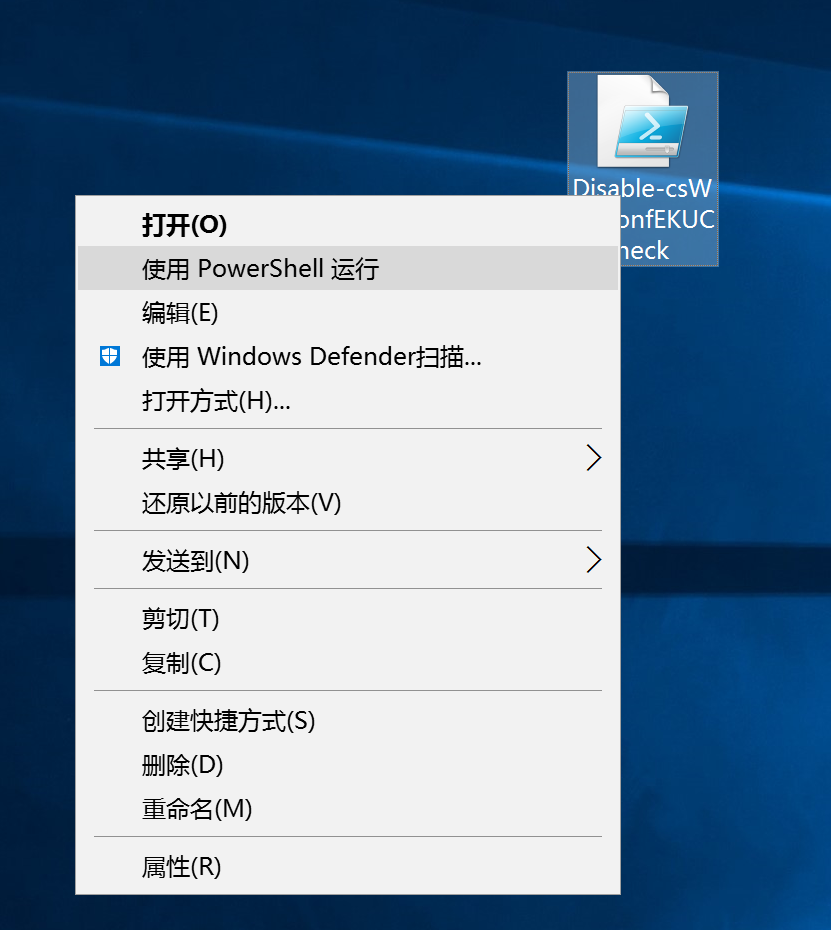 Disable-csW
onfEKUC
heck
打开(O)
使用 PowerShell 运行
编辑(E)
使用 Windows Defender扫描...
打开方式(H)...
共享(H)
还原以前的版本(V)
发送到(N)
剪切(T)
复制(C)
创建快捷方式(S)
删除(D)
重命名(M)
属性(R)